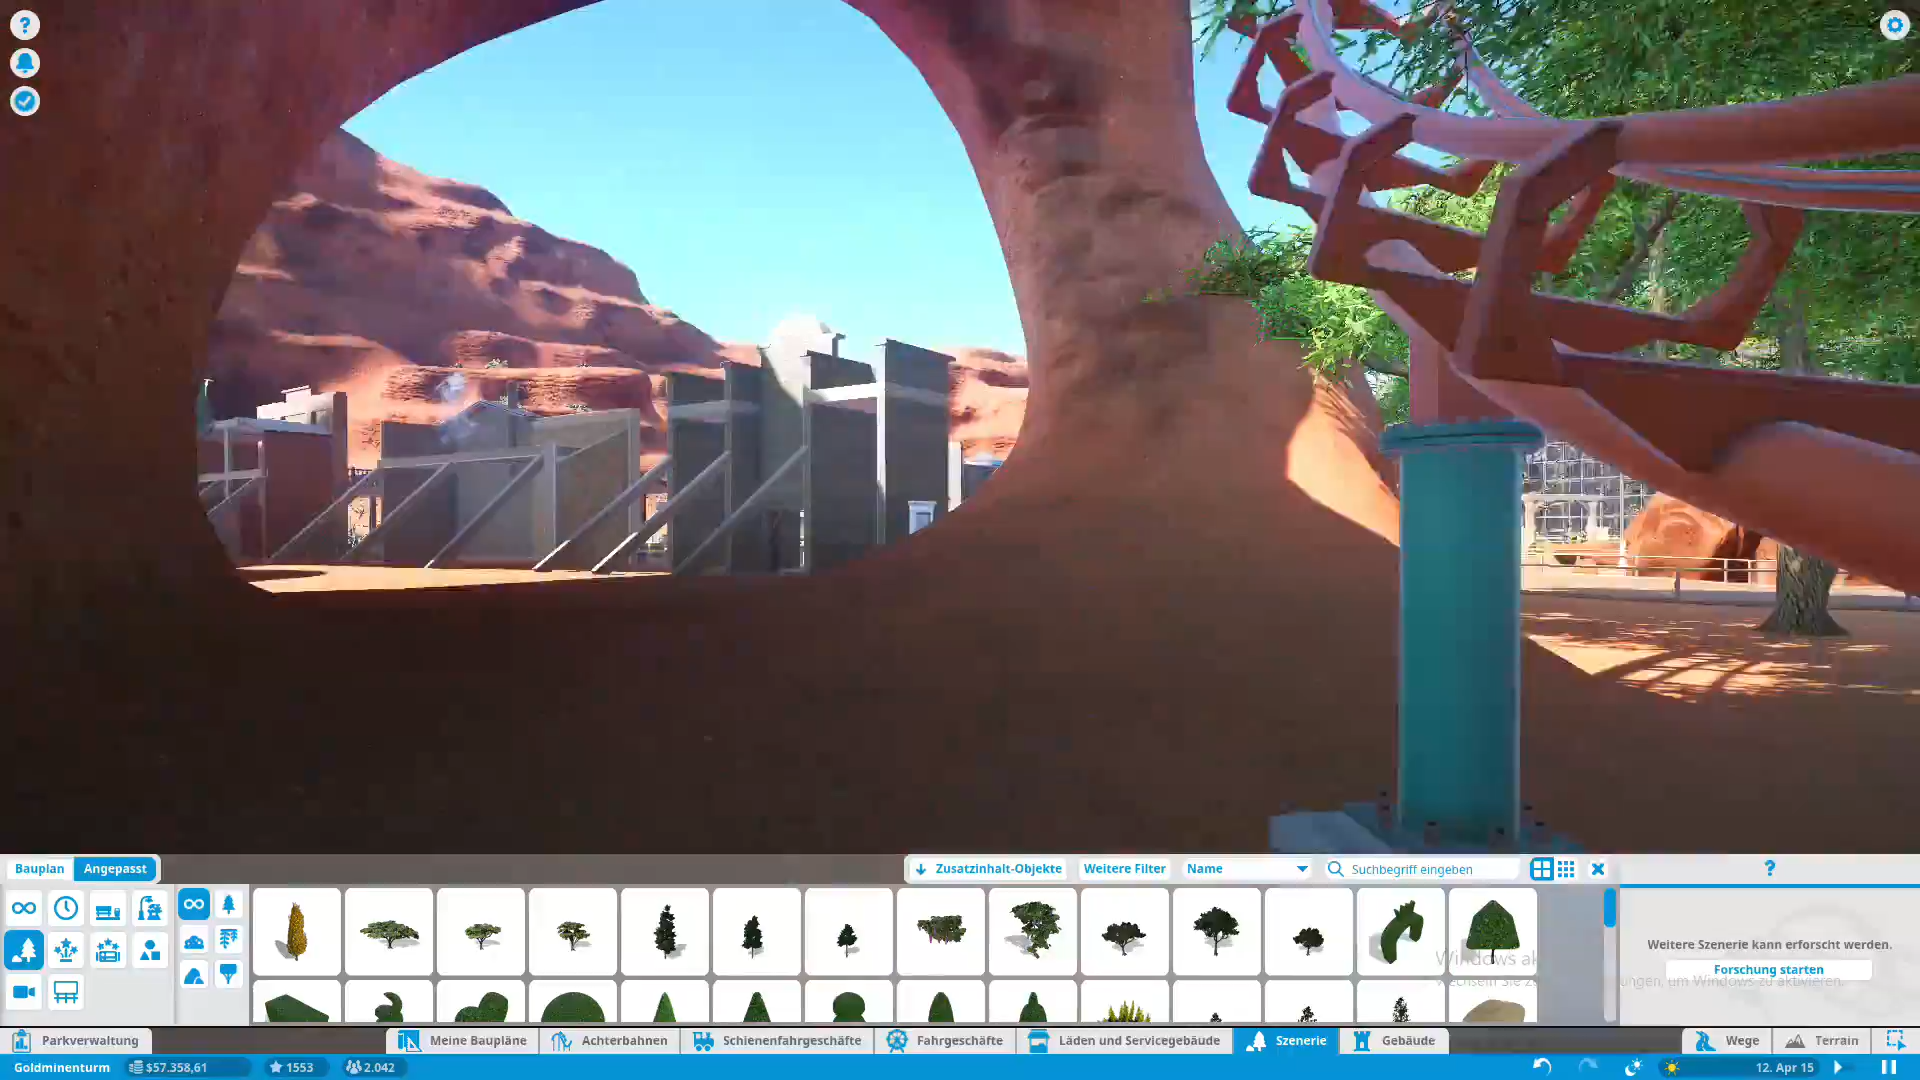 Bauplan
Angepasst
Zusatzinhalt-Objekte
Weitere Filter
Name
Suchbegriff eingeben
?
Weitere Szenerie kann erforscht werden.
Forschung starten
Parkverwaltung
Meine Baupläne
Achterbahnen
Schienenfahrgeschäfte
Fahrgeschäfte
Läden und Servicegebäude
Szenerie
Gebäude
Wege
Terrain
Goldminenturm
$57.358,61
1553
2.042
12. Apr 15